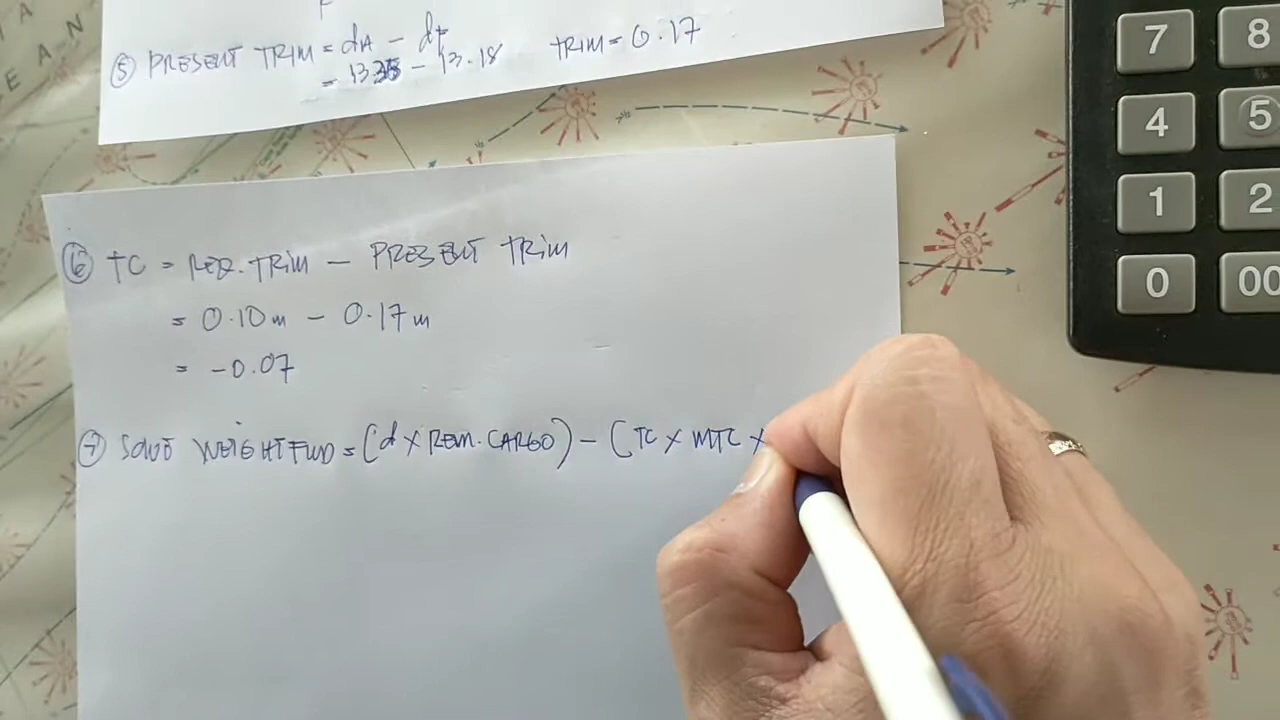 ⑤ PRESENT TRIM = dA - dF TRIM = 0.17
= 13.35 - 13.18
⑥ TC = REQ. TRIM - PRESENT TRIM
= 0.10m - 0.17m
= -0.07
⑦ SOLVE WEIGHT FWD = (d x REM. CARGO) - (TC x MTC x
7 8
4 5
1 2
0 00
A N
E A N